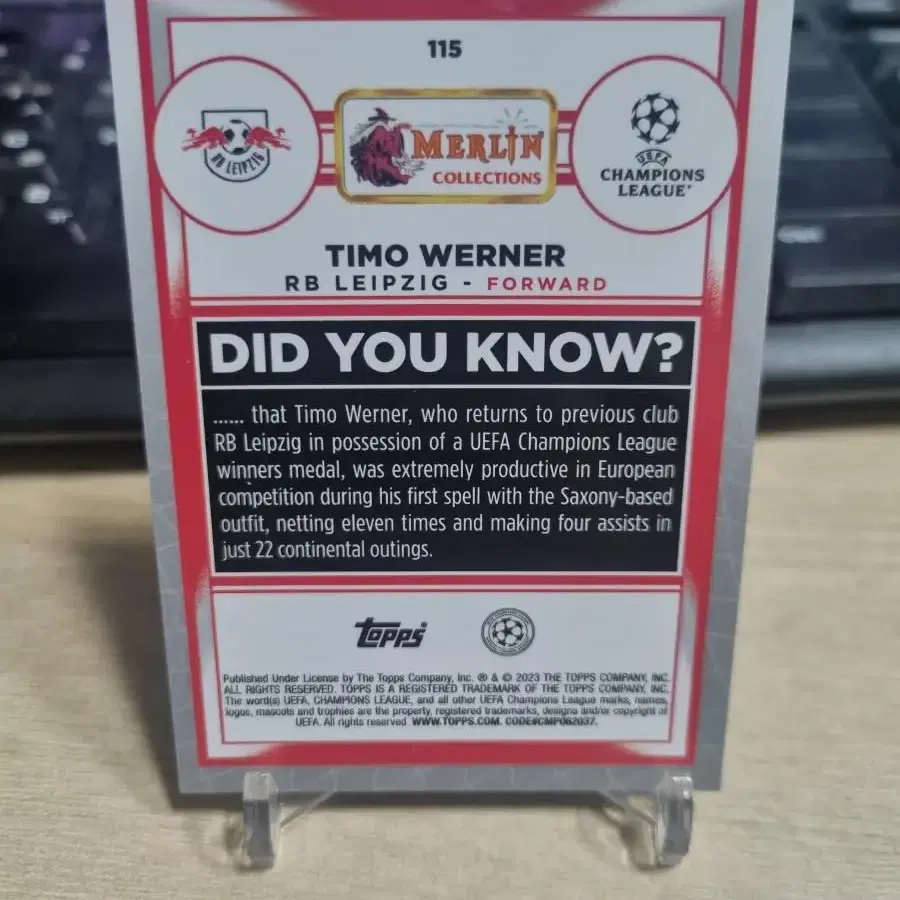 115
RB LEIPZIG
MERLIN
COLLECTIONS
UEFA
CHAMPIONS
LEAGUE®
TIMO WERNER
RB LEIPZIG - FORWARD
DID YOU KNOW?
...... that Timo Werner, who returns to previous club
RB Leipzig in possession of a UEFA Champions League
winners medal, was extremely productive in European
competition during his first spell with the Saxony-based
outfit, netting eleven times and making four assists in
just 22 continental outings.
topps
Published Under License by The Topps Company, Inc. ® & © 2023 THE TOPPS COMPANY, INC.
ALL RIGHTS RESERVED. TOPPS IS A REGISTERED TRADEMARK OF THE TOPPS COMPANY, INC.
The word(s) UEFA, CHAMPIONS LEAGUE, and all other UEFA Champions League marks, names,
logos, mascots and trophies are the property, registered trademarks, designs and/or copyright of
UEFA. All rights reserved. WWW.TOPPS.COM. CODE#CMP062037.